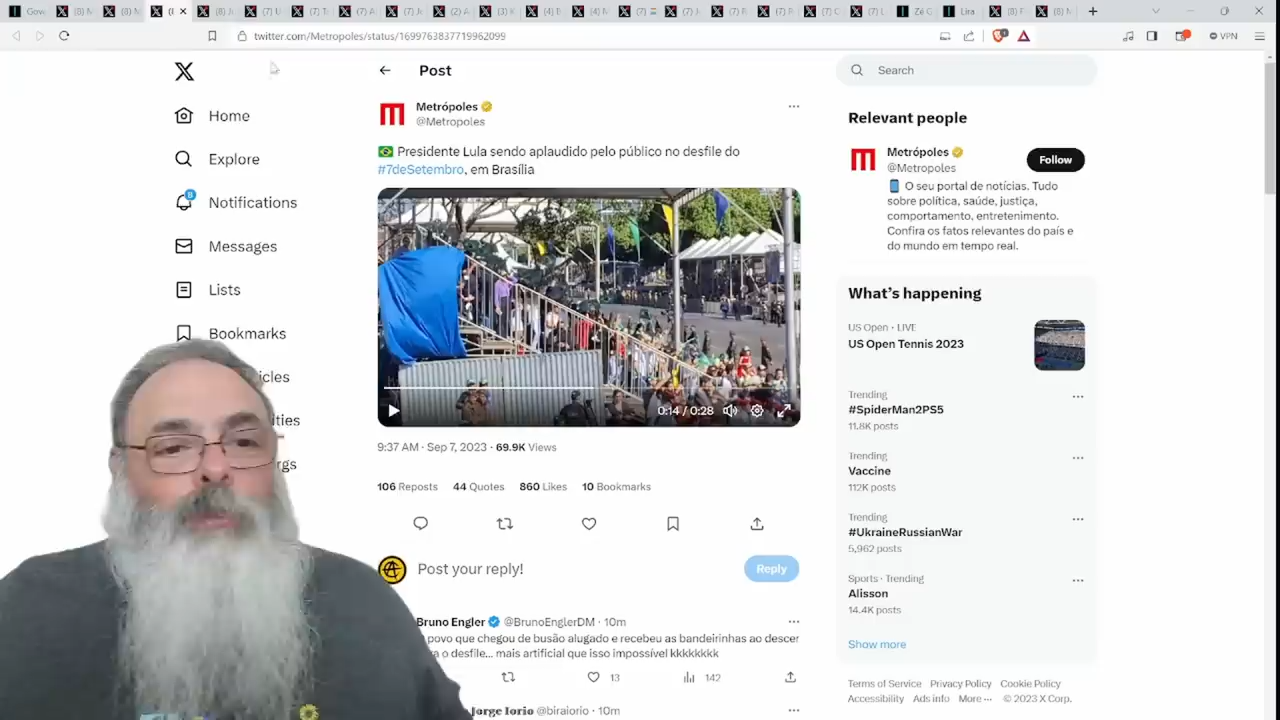 twitter.com/Metropoles/status/1699763837719962099
VPN
Home
Explore
Notifications
Messages
Lists
Bookmarks
Post
Metrópoles
@Metropoles
🇧🇷 Presidente Lula sendo aplaudido pelo público no desfile do
#7deSetembro, em Brasília
0:14 / 0:28
9:37 AM · Sep 7, 2023 · 69.9K Views
106 Reposts 44 Quotes 860 Likes 10 Bookmarks
Post your reply!
Reply
Bruno Engler @BrunoEnglerDM · 10m
povo que chegou de busão alugado e recebeu as bandeirinhas ao descer
o desfile... mais artificial que isso impossível kkkkkkkk
13
142
Jorge Iorio @biraiorio · 10m
Search
Relevant people
Metrópoles
@Metropoles
Follow
O seu portal de notícias. Tudo
sobre política, saúde, justiça,
comportamento, entretenimento.
Confira os fatos relevantes do país e
do mundo em tempo real.
What's happening
US Open · LIVE
US Open Tennis 2023
Trending
#SpiderMan2PS5
11.8K posts
Trending
Vaccine
112K posts
Trending
#UkraineRussianWar
5,962 posts
Sports · Trending
Alisson
14.4K posts
Show more
Terms of Service Privacy Policy Cookie Policy
Accessibility Ads info More ··· © 2023 X Corp.